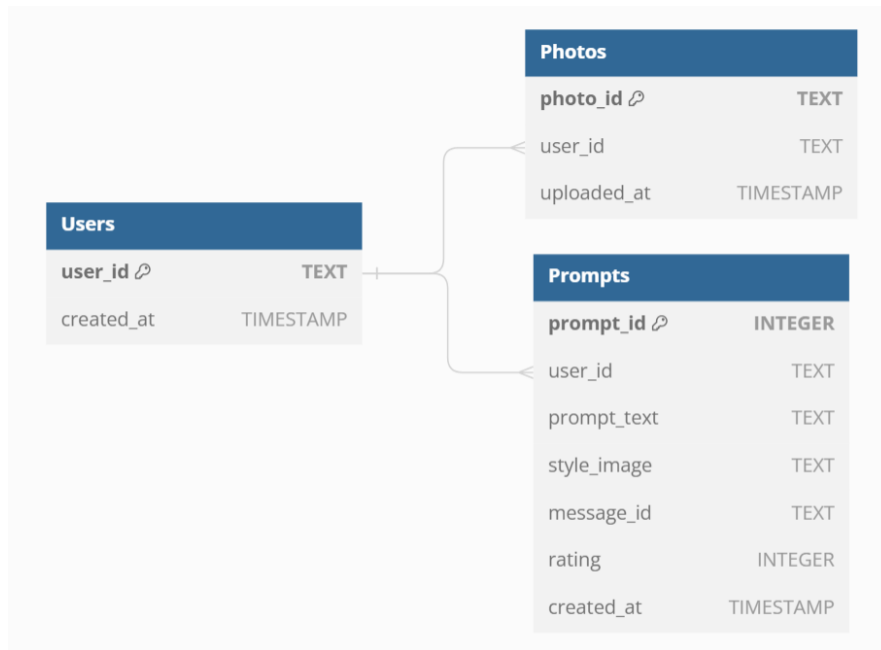 Users
user_id TEXT
created_at TIMESTAMP
Photos
photo_id TEXT
user_id TEXT
uploaded_at TIMESTAMP
Prompts
prompt_id INTEGER
user_id TEXT
prompt_text TEXT
style_image TEXT
message_id TEXT
rating INTEGER
created_at TIMESTAMP